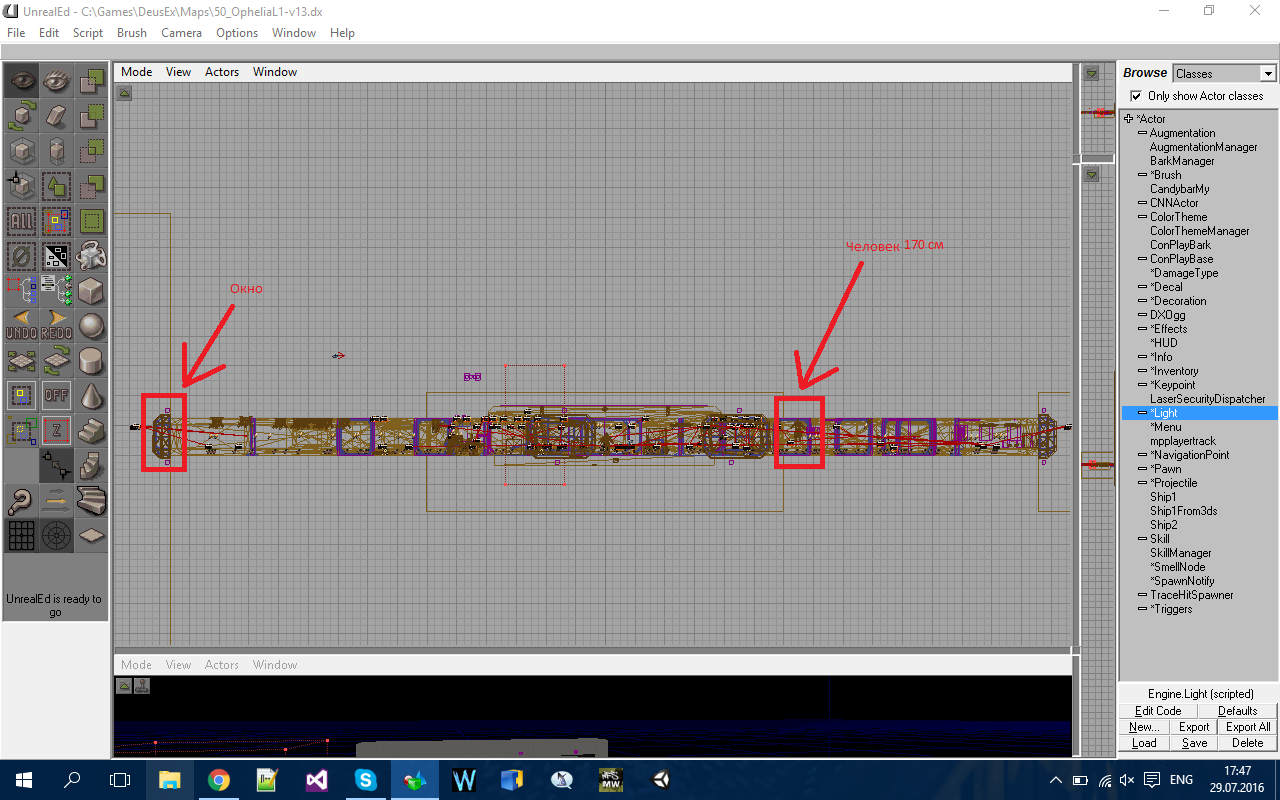 UnrealEd - C:\Games\DeusEx\Maps\50_OpheliaL1-v13.dx
File Edit Script Brush Camera Options Window Help
Mode View Actors Window
Browse Classes
Only show Actor classes
*Actor
Augmentation
AugmentationManager
BarkManager
*Brush
CandybarMy
*CNNActor
ColorTheme
ColorThemeManager
ConPlayBark
ConPlayBase
*DamageType
*Decal
*Decoration
DXOgg
*Effects
*HUD
*Info
*Inventory
*Keypoint
LaserSecurityDispatcher
*Light
*Menu
mpplayertrack
*NavigationPoint
*Pawn
*Projectile
Ship1
Ship1From3ds
Ship2
Skill
SkillManager
*SmellNode
*SpawnNotify
TraceHitSpawner
*Triggers
Человек 170 см
Окно
ALL
UNDO REDO
OFF
Z
UnrealEd is ready to
go
Mode View Actors Window
Engine.Light (scripted)
Edit Code Defaults
New... Export Export All
Load Save Delete
ENG
17:47
29.07.2016